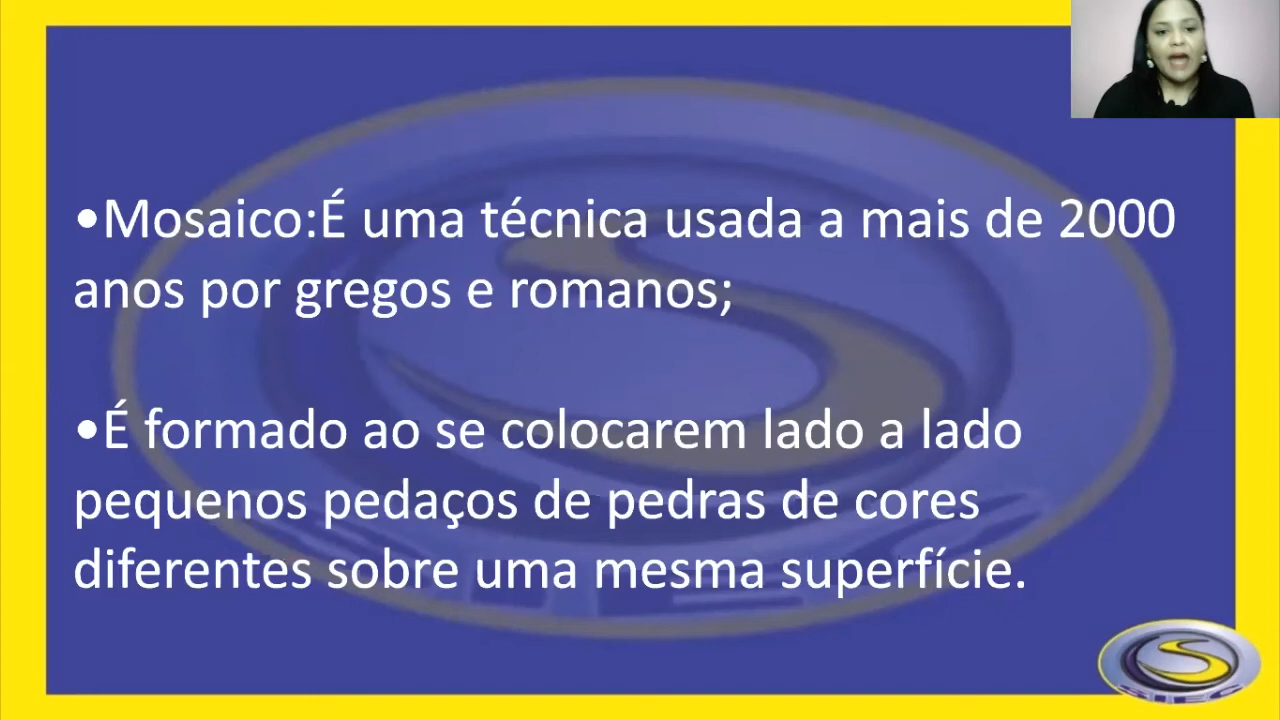 •Mosaico:É uma técnica usada a mais de 2000
anos por gregos e romanos;
•É formado ao se colocarem lado a lado
pequenos pedaços de pedras de cores
diferentes sobre uma mesma superfície.